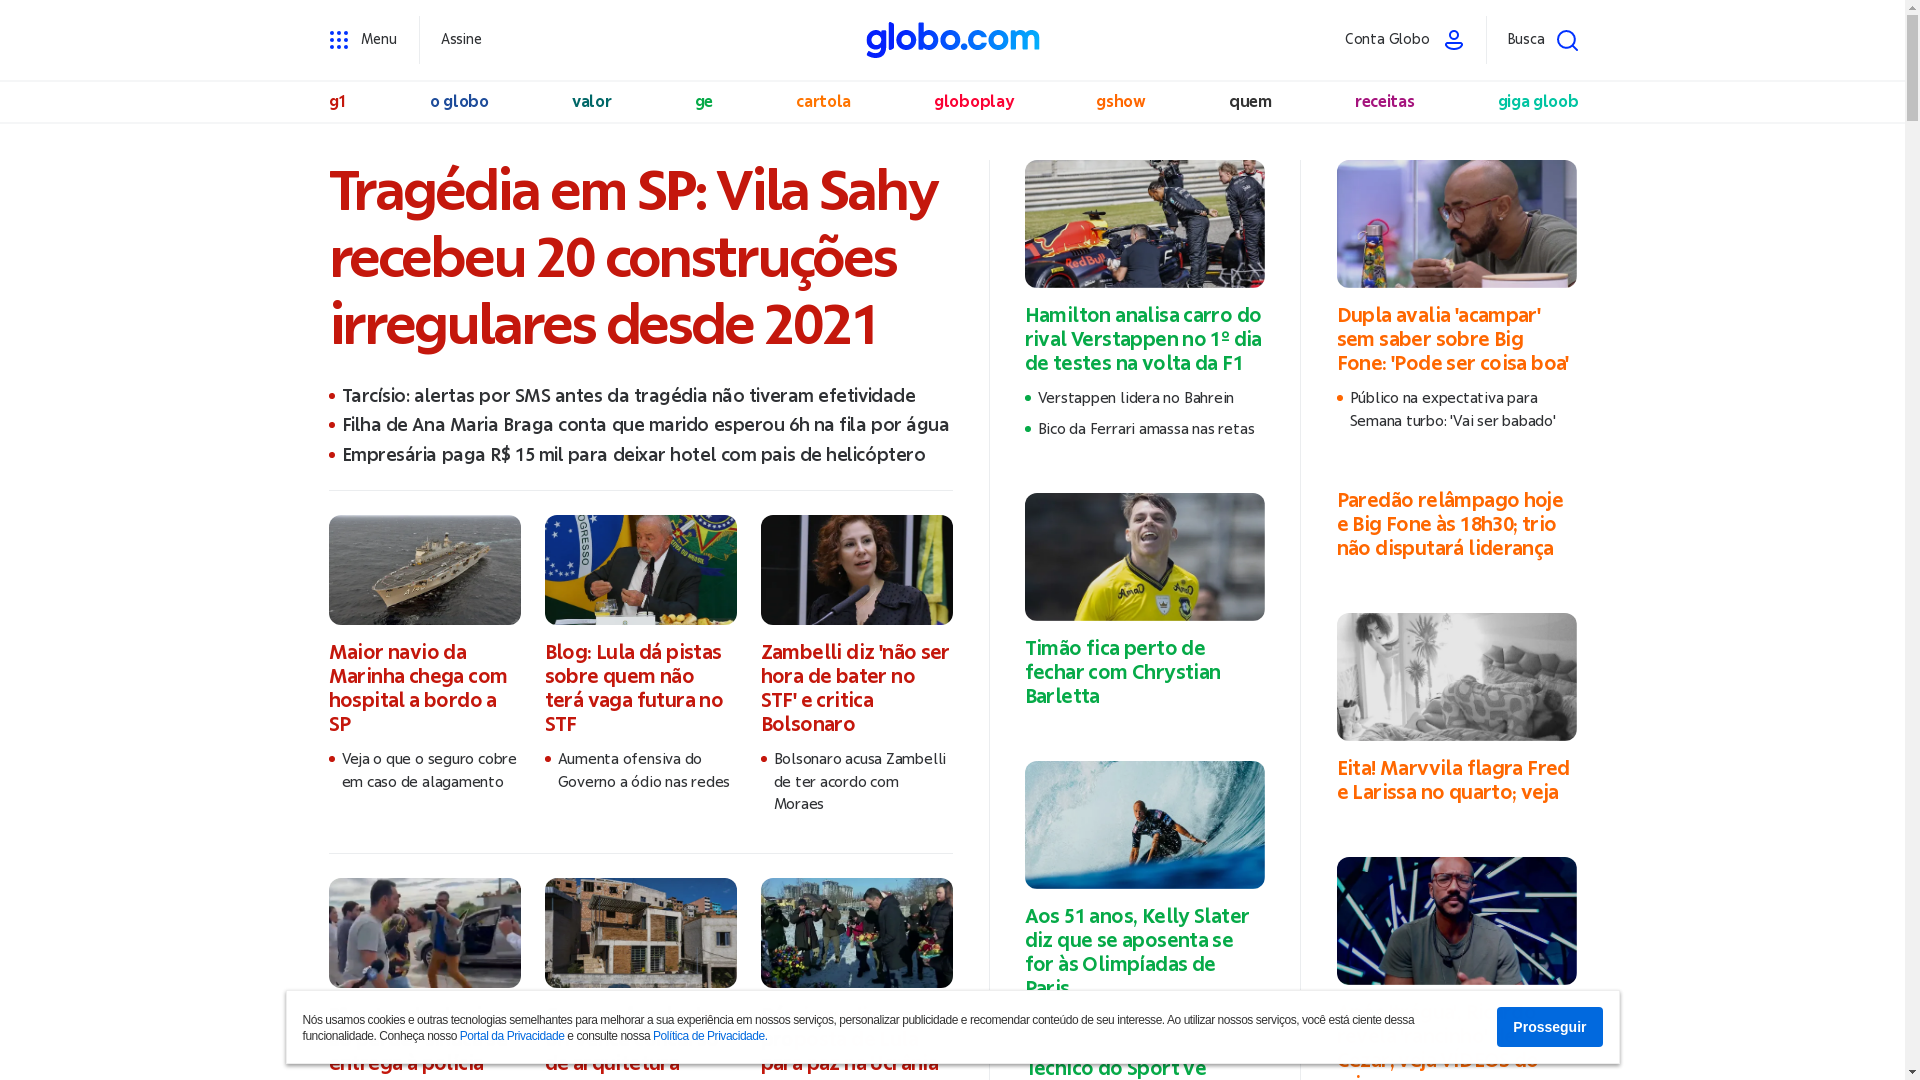 Menu
Assine
globo.com
Conta Globo
Busca
g1
o globo
valor
ge
cartola
globoplay
gshow
quem
receitas
giga gloob
Tragédia em SP: Vila Sahy
recebeu 20 construções
irregulares desde 2021
Tarcísio: alertas por SMS antes da tragédia não tiveram efetividade
Filha de Ana Maria Braga conta que marido esperou 6h na fila por água
Empresária paga R$ 15 mil para deixar hotel com pais de helicóptero
Maior navio da
Marinha chega com
hospital a bordo a
SP
Veja o que o seguro cobre
em caso de alagamento
Blog: Lula dá pistas
sobre quem não
terá vaga futura no
STF
Aumenta ofensiva do
Governo a ódio nas redes
Zambelli diz 'não ser
hora de bater no
STF' e critica
Bolsonaro
Bolsonaro acusa Zambelli
de ter acordo com
Moraes
Hamilton analisa carro do
rival Verstappen no 1º dia
de testes na volta da F1
Verstappen lidera no Bahrein
Bico da Ferrari amassa nas retas
Timão fica perto de
fechar com Chrystian
Barletta
Aos 51 anos, Kelly Slater
diz que se aposenta se
for às Olimpíadas de
Paris
Técnico do Sport vê
Dupla avalia 'acampar'
sem saber sobre Big
Fone: 'Pode ser coisa boa'
Público na expectativa para
Semana turbo: 'Vai ser babado'
Paredão relâmpago hoje
e Big Fone às 18h30; trio
não disputará liderança
Eita! Marvvila flagra Fred
e Larissa no quarto; veja
Cezar; veja VÍDEOS do
entrega à polícia
de arquitetura
para paz na Ucrânia
Nós usamos cookies e outras tecnologias semelhantes para melhorar a sua experiência em nossos serviços, personalizar publicidade e recomendar conteúdo de seu interesse. Ao utilizar nossos serviços, você está ciente dessa
funcionalidade. Conheça nosso Portal da Privacidade e consulte nossa Política de Privacidade.
Prosseguir